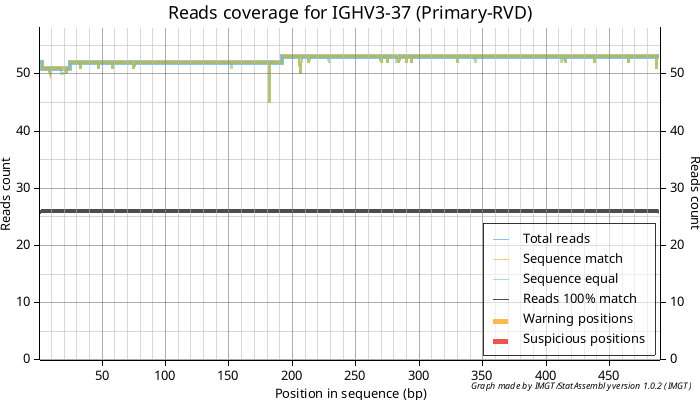 Reads coverage for IGHV3-37 (Primary-RVD)
Reads count
50
40
30
20
10
0
50
40
30
20
10
0
Reads count
Total reads
Sequence match
Sequence equal
Reads 100% match
Warning positions
Suspicious positions
50
100
150
200
250
300
350
400
450
Position in sequence (bp)
Graph made by IMGT/StatAssembly version 1.0.2 (IMGT)